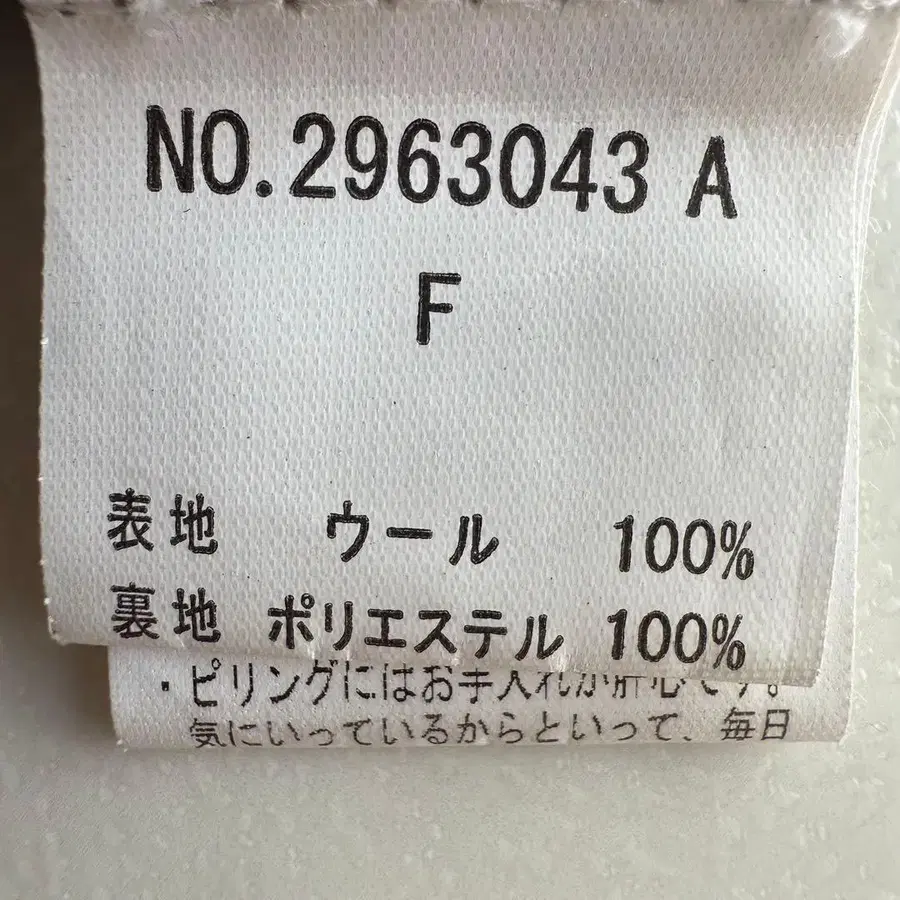 NO.2963043 A
F
表地 ウール 100%
裏地 ポリエステル 100%
・ピリングにはお手入れが肝心です。
気にいっているからといって、毎日